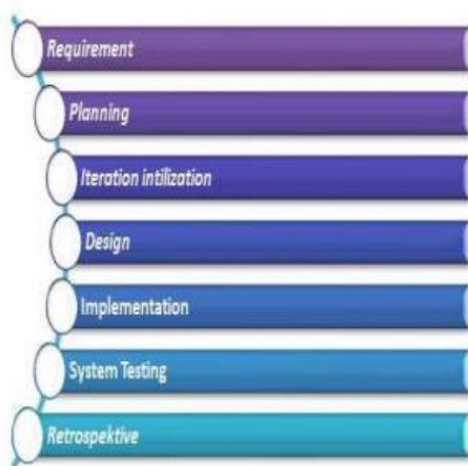 Requirement
Planning
Iteration intilization
Design
Implementation
System Testing
Retrospektive